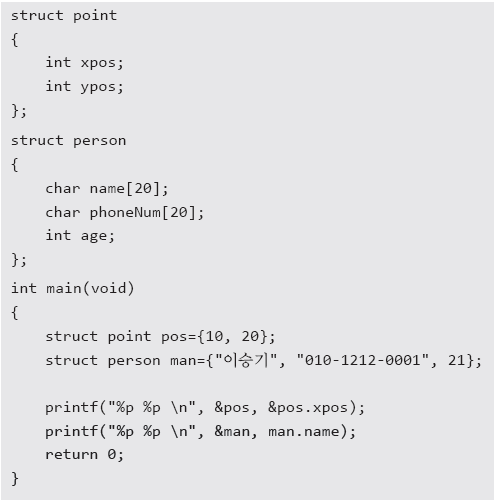 struct point
{
    int xpos;
    int ypos;
};
struct person
{
    char name[20];
    char phoneNum[20];
    int age;
};
int main(void)
{
    struct point pos={10, 20};
    struct person man={"이승기", "010-1212-0001", 21};
    printf("%p %p \n", &pos, &pos.xpos);
    printf("%p %p \n", &man, man.name);
    return 0;
}